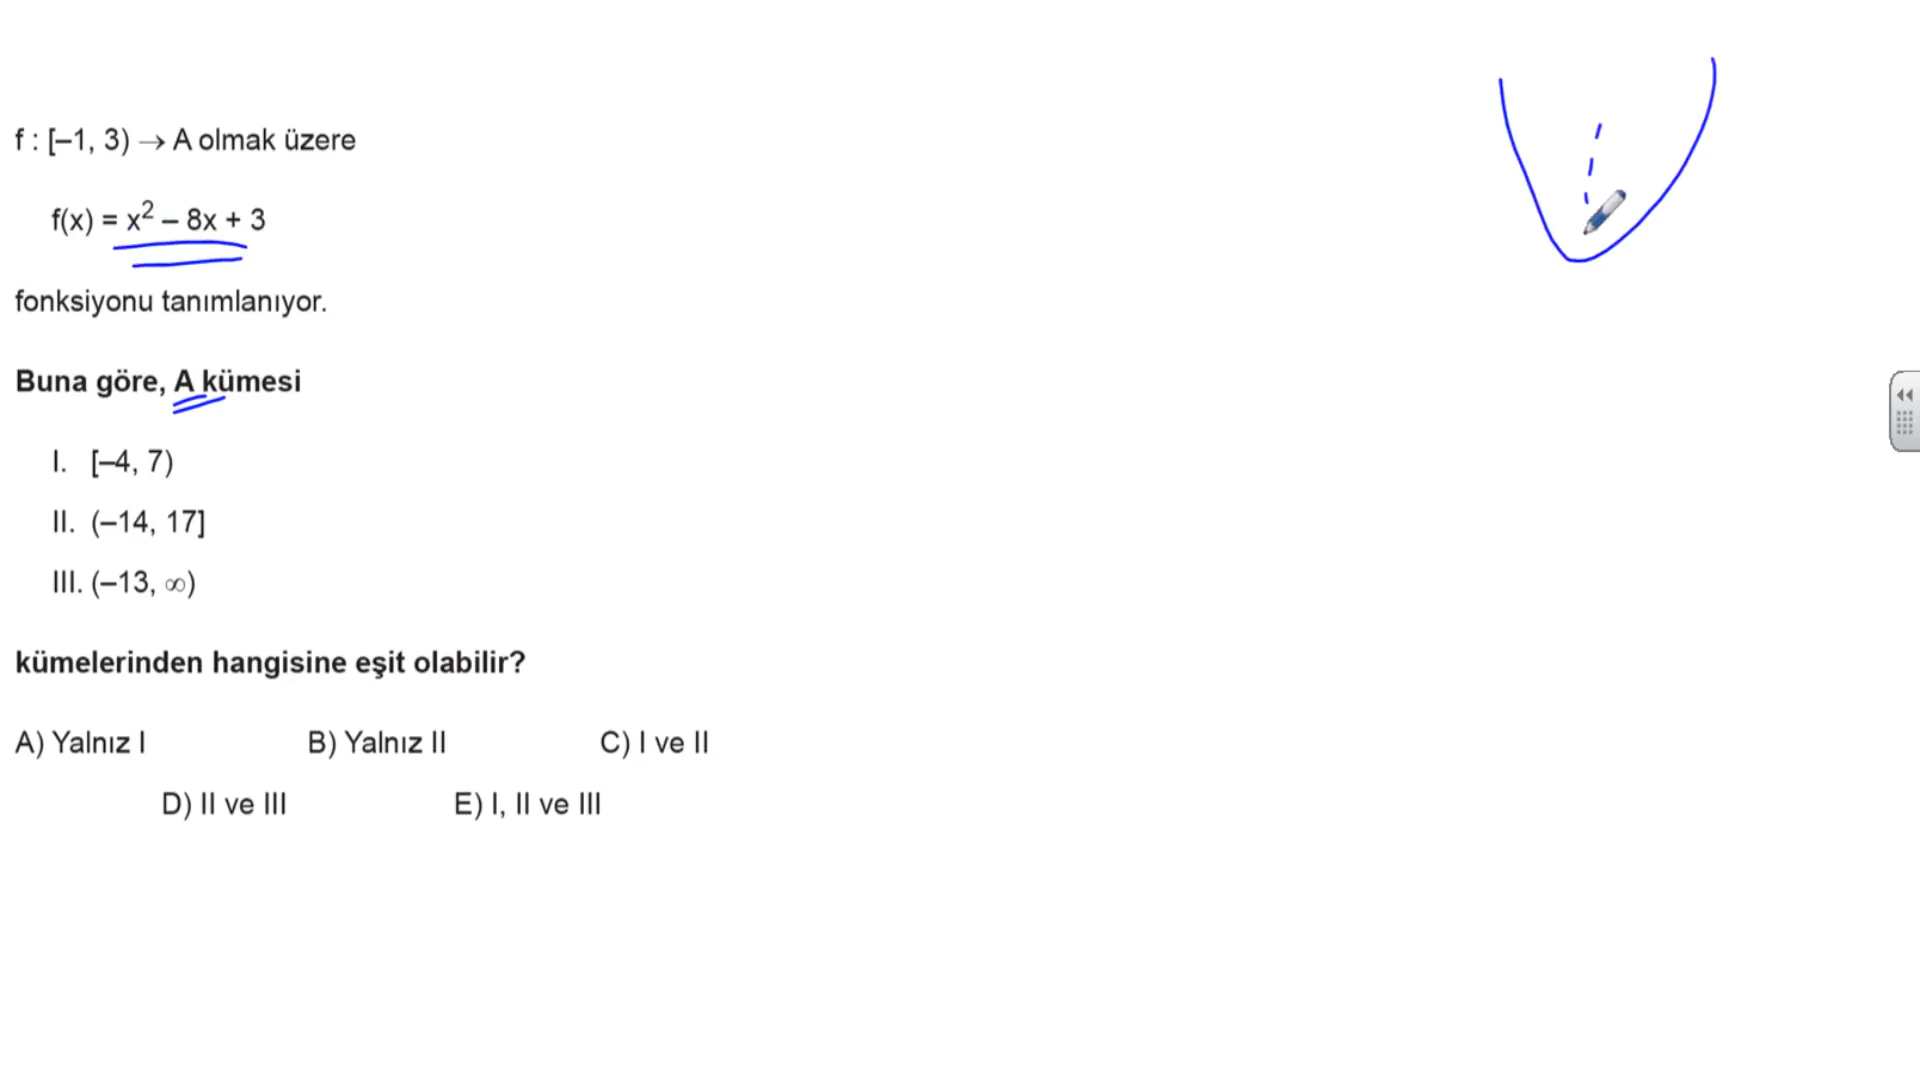 f : [–1, 3) → A olmak üzere
f(x) = x² – 8x + 3
fonksiyonu tanımlanıyor.
Buna göre, A kümesi
I. [–4, 7)
II. (–14, 17]
III. (–13, ∞)
kümelerinden hangisine eşit olabilir?
A) Yalnız I B) Yalnız II C) I ve II
D) II ve III E) I, II ve III